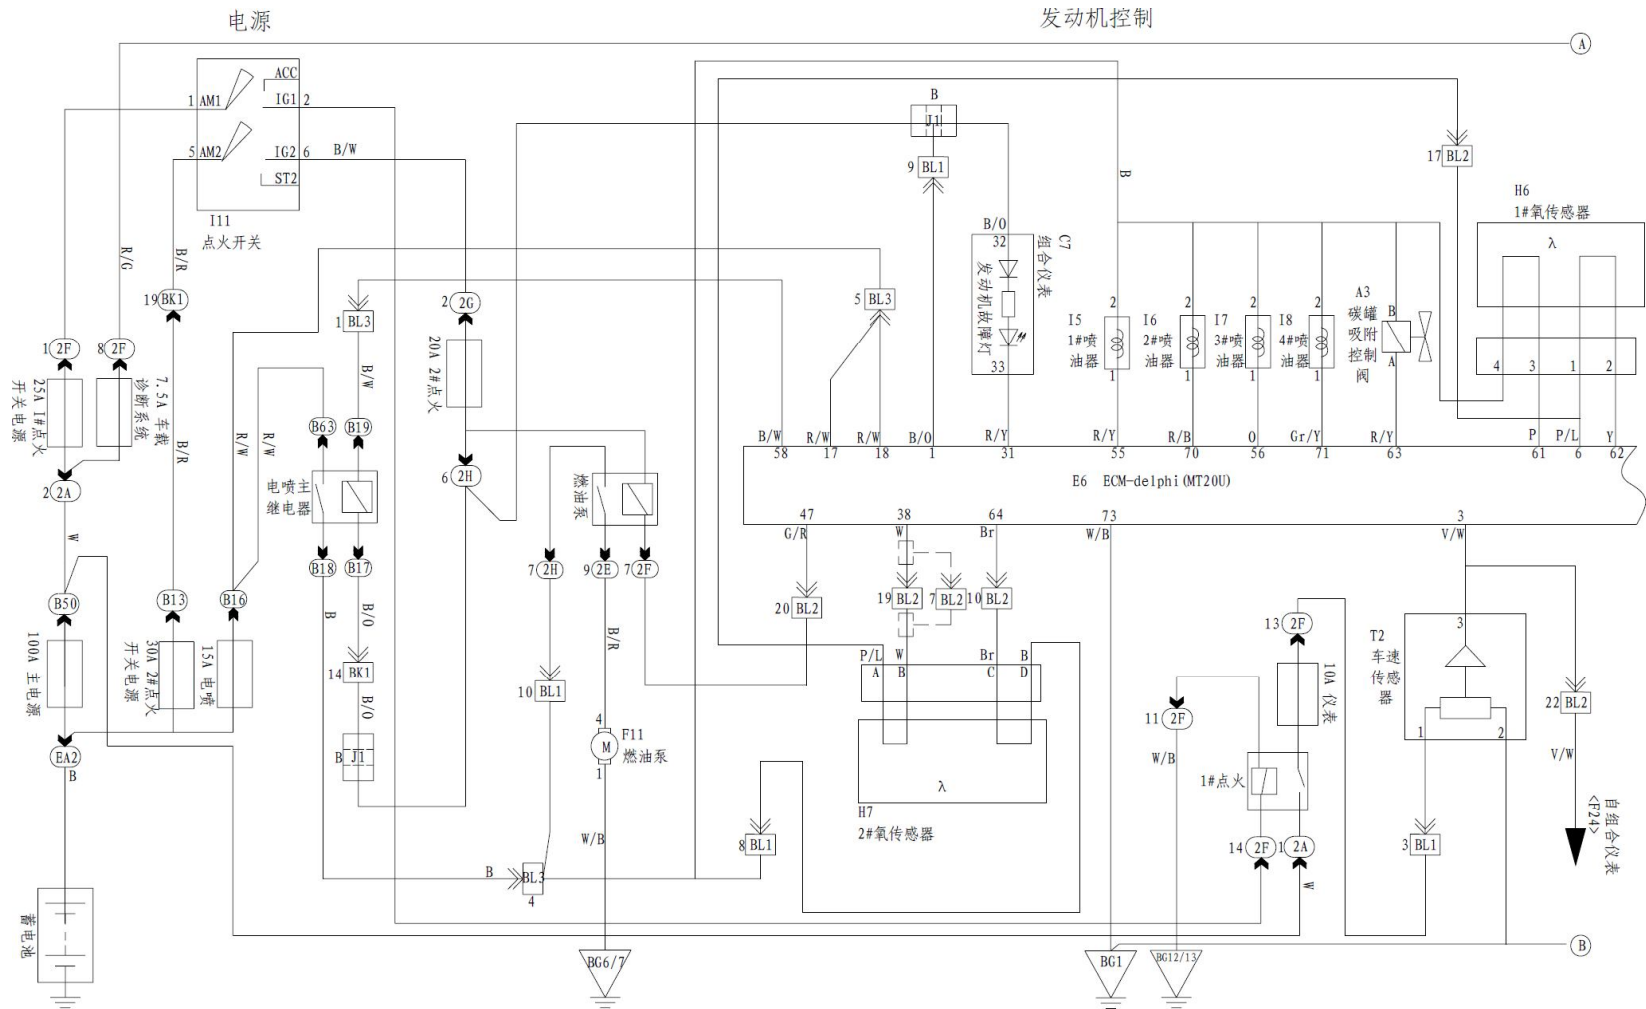 电源
发动机控制
A
ACC
1 AM1 IG1 2
5 AM2 IG2 6
ST2
B/W
I11
点火开关
R/G
B/R
19 BK1
1 2F
8 2F
25A I#点火
开关电源
7.5A 车载
诊断系统
B/R
R/W
R/W
2 2A
W
B50
B13
B16
100A 主电源
30A 2#点火
开关电源
15A 电喷
EA2
B
蓄电池
1 BL3
B/W
B63
B19
电喷主
继电器
B18
B17
B
B/O
14 BK1
B/O
B J1
2 2G
20A 2#点火
6 2H
燃油泵
7 2H
9 2E
7 2F
B/R
10 BL1
4
M
F11
燃油泵
1
W/B
B
BL3
4
BG6/7
B
J1
9 BL1
5 BL3
B/O
32
C7
组合仪表
发动机故障灯
33
B
17 BL2
H6
1#氧传感器
λ
4 3 1 2
2
I5
1#喷
油器
1
2
I6
2#喷
油器
1
2
I7
3#喷
油器
1
2
I8
4#喷
油器
1
A3
碳罐
吸附
控制
阀
B
A
B/W R/W R/W B/O R/Y R/Y R/B O Gr/Y R/Y P P/L Y
58 17 18 1 31 55 70 56 71 63 61 6 62
E6 ECM-delphi(MT20U)
47 38 64 73 3
G/R W Br W/B V/W
20 BL2
19 BL2
7 BL2
10 BL2
P/L W Br B
A B C D
λ
H7
2#氧传感器
8 BL1
13 2F
10A 仪表
11 2F
W/B
1#点火
14 2F
1 2A
W
T2
车速
传感
器
3
1 2
22 BL2
V/W
3 BL1
自组合仪表
<F24>
BG1
BG12/13
B